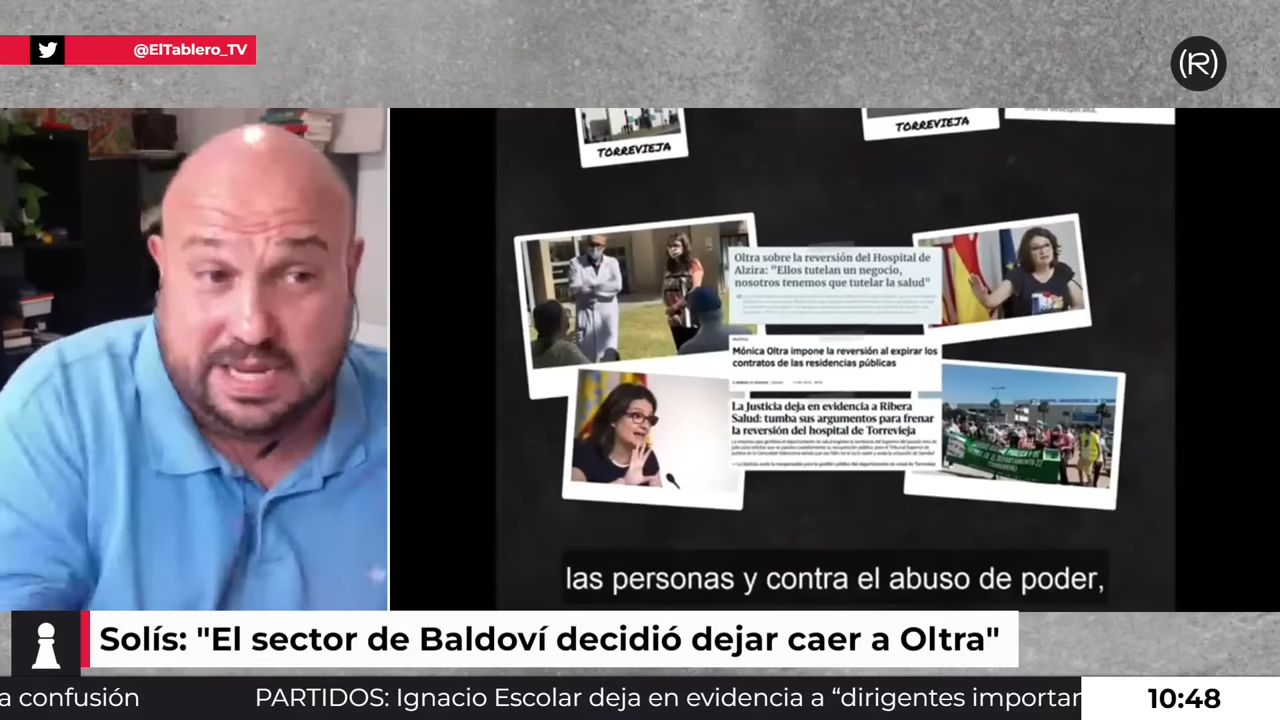 @ElTablero_TV
(R)
TORREVIEJA
TORREVIEJA
Oltra sobre la reversión del Hospital de
Alzira: "Ellos tutelan un negocio,
nosotros tenemos que tutelar la salud"
Mónica Oltra impone la reversión al expirar los
contratos de las residencias públicas
La Justicia deja en evidencia a Ribera
Salud: tumba sus argumentos para frenar
la reversión del hospital de Torrevieja
las personas y contra el abuso de poder,
Solís: "El sector de Baldoví decidió dejar caer a Oltra"
a confusión
PARTIDOS: Ignacio Escolar deja en evidencia a “dirigentes importan
10:48